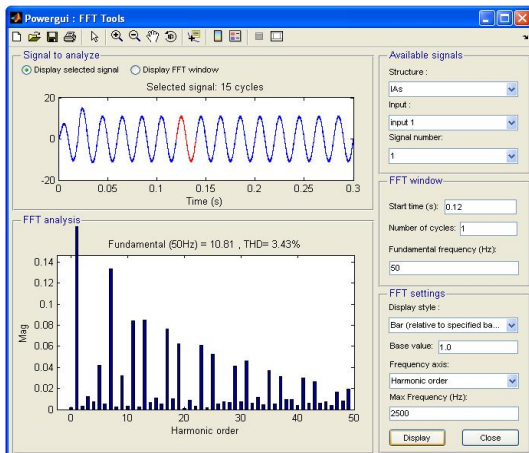 Powergui : FFT Tools
Signal to analyze
Display selected signal
Display FFT window
Selected signal: 15 cycles
20
0
-20
0
0.05
0.1
0.15
0.2
0.25
0.3
Time (s)
FFT analysis
Fundamental (50Hz) = 10.81 , THD= 3.43%
0.14
0.12
0.1
0.08
0.06
0.04
0.02
0
Mag
0
10
20
30
40
50
Harmonic order
Available signals
Structure :
IAs
Input :
input 1
Signal number:
1
FFT window
Start time (s): 0.12
Number of cycles: 1
Fundamental frequency (Hz):
50
FFT settings
Display style :
Bar (relative to specified ba...
Base value: 1.0
Frequency axis:
Harmonic order
Max Frequency (Hz):
2500
Display
Close